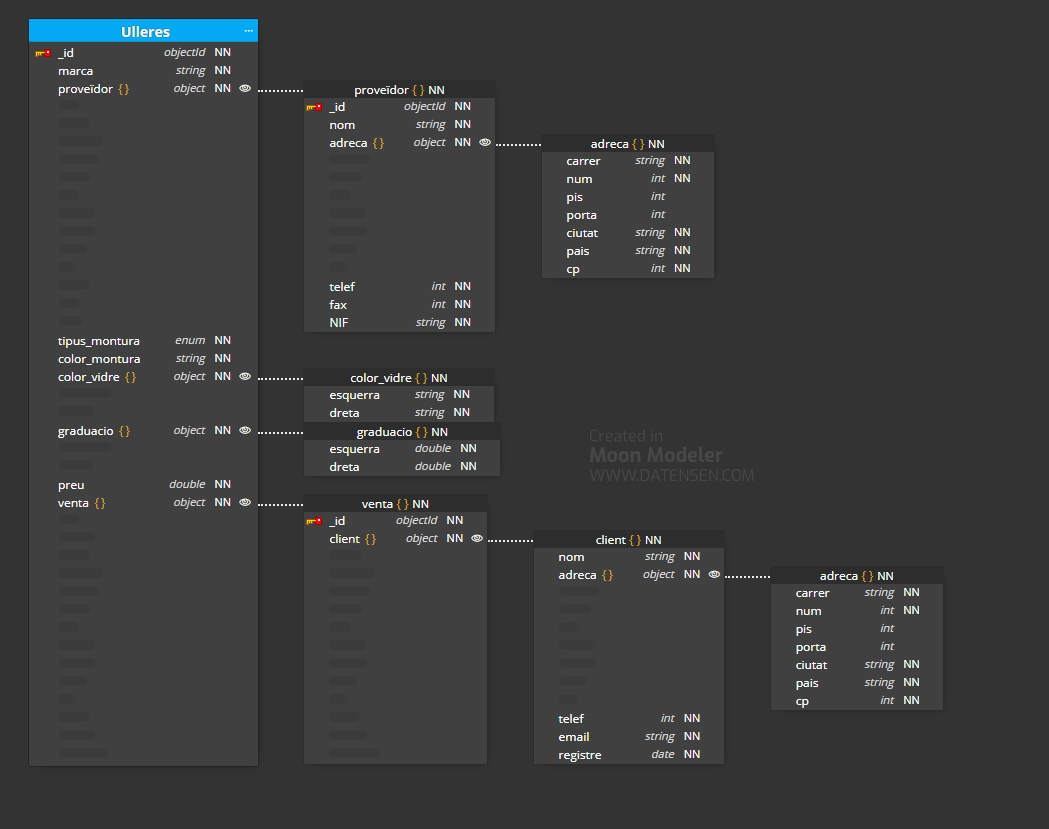 Ulleres ...
_id objectId NN
marca string NN
proveïdor { } object NN
tipus_montura enum NN
color_montura string NN
color_vidre { } object NN
graduacio { } object NN
preu double NN
venta { } object NN
proveïdor { } NN
_id objectId NN
nom string NN
adreca { } object NN
telef int NN
fax int NN
NIF string NN
adreca { } NN
carrer string NN
num int NN
pis int
porta int
ciutat string NN
pais string NN
cp int NN
color_vidre { } NN
esquerra string NN
dreta string NN
graduacio { } NN
esquerra double NN
dreta double NN
Created in
Moon Modeler
WWW.DATENSEN.COM
venta { } NN
_id objectId NN
client { } object NN
client { } NN
nom string NN
adreca { } object NN
telef int NN
email string NN
registre date NN
adreca { } NN
carrer string NN
num int NN
pis int
porta int
ciutat string NN
pais string NN
cp int NN